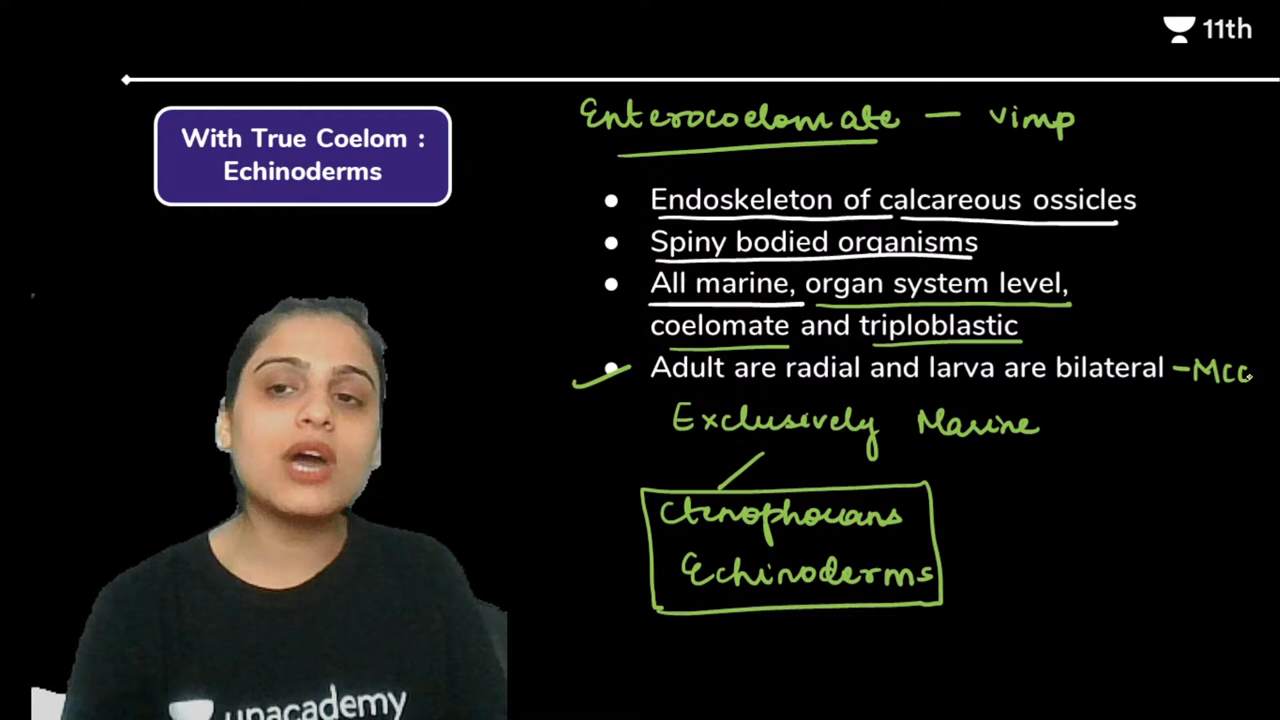 11th
With True Coelom :
Echinoderms
Enterocoelomate — vimp
Endoskeleton of calcareous ossicles
Spiny bodied organisms
All marine, organ system level,
coelomate and triploblastic
Adult are radial and larva are bilateral - MCC
Exclusively Marine
Ctenophorans
Echinoderms
unacademy